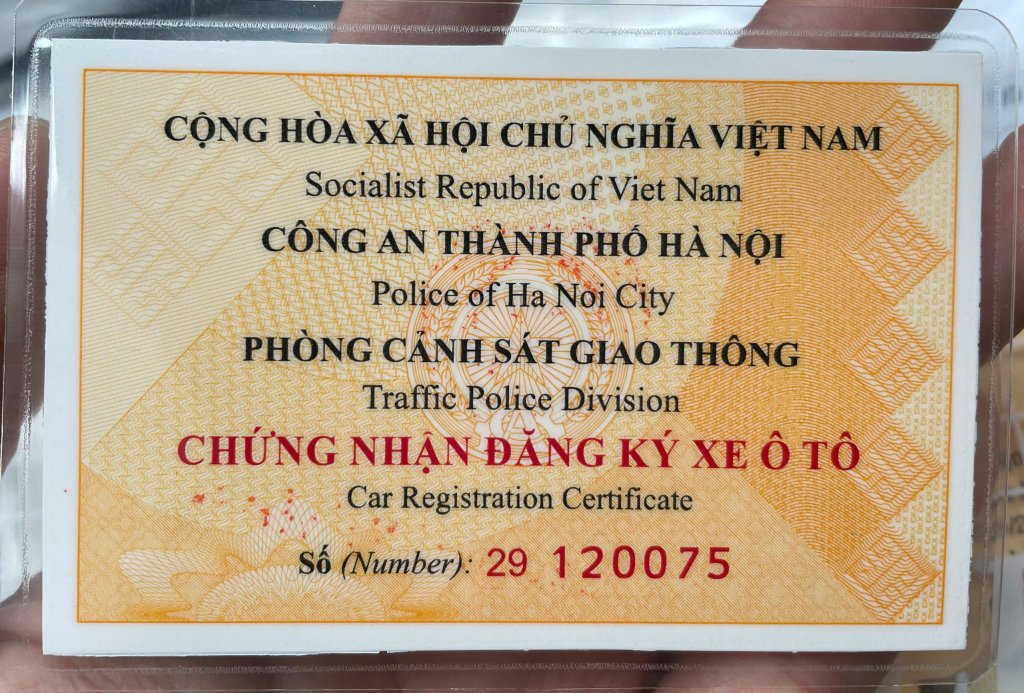 CỘNG HÒA XÃ HỘI CHỦ NGHĨA VIỆT NAM
Socialist Republic of Viet Nam
CÔNG AN THÀNH PHỐ HÀ NỘI
Police of Ha Noi City
PHÒNG CẢNH SÁT GIAO THÔNG
Traffic Police Division
CHỨNG NHẬN ĐĂNG KÝ XE Ô TÔ
Car Registration Certificate
Số (Number): 29 120075